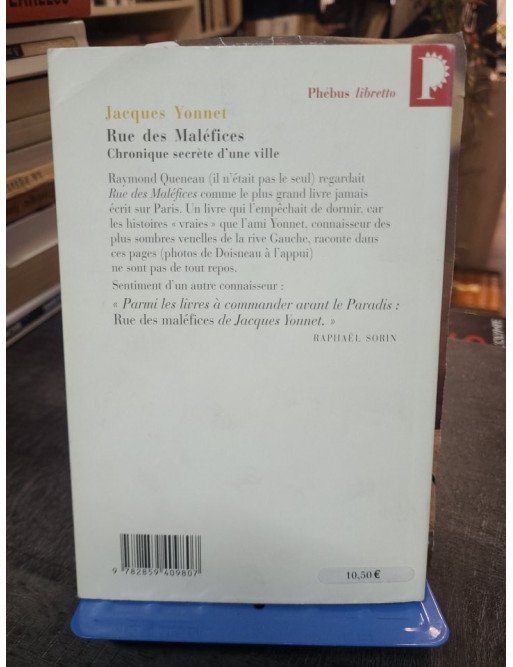 Phébus libretto
P
Jacques Yonnet
Rue des Maléfices
Chronique secrète d'une ville
Raymond Queneau (il n'était pas le seul) regardait
Rue des Maléfices comme le plus grand livre jamais
écrit sur Paris. Un livre qui l'empêchait de dormir, car
les histoires « vraies » que l'ami Yonnet, connaisseur des
plus sombres venelles de la rive Gauche, raconte dans
ces pages (photos de Doisneau à l'appui)
ne sont pas de tout repos.
Sentiment d'un autre connaisseur :
« Parmi les livres à commander avant le Paradis :
Rue des maléfices de Jacques Yonnet. »
RAPHAËL SORIN
9 782859 409807
10,50 €